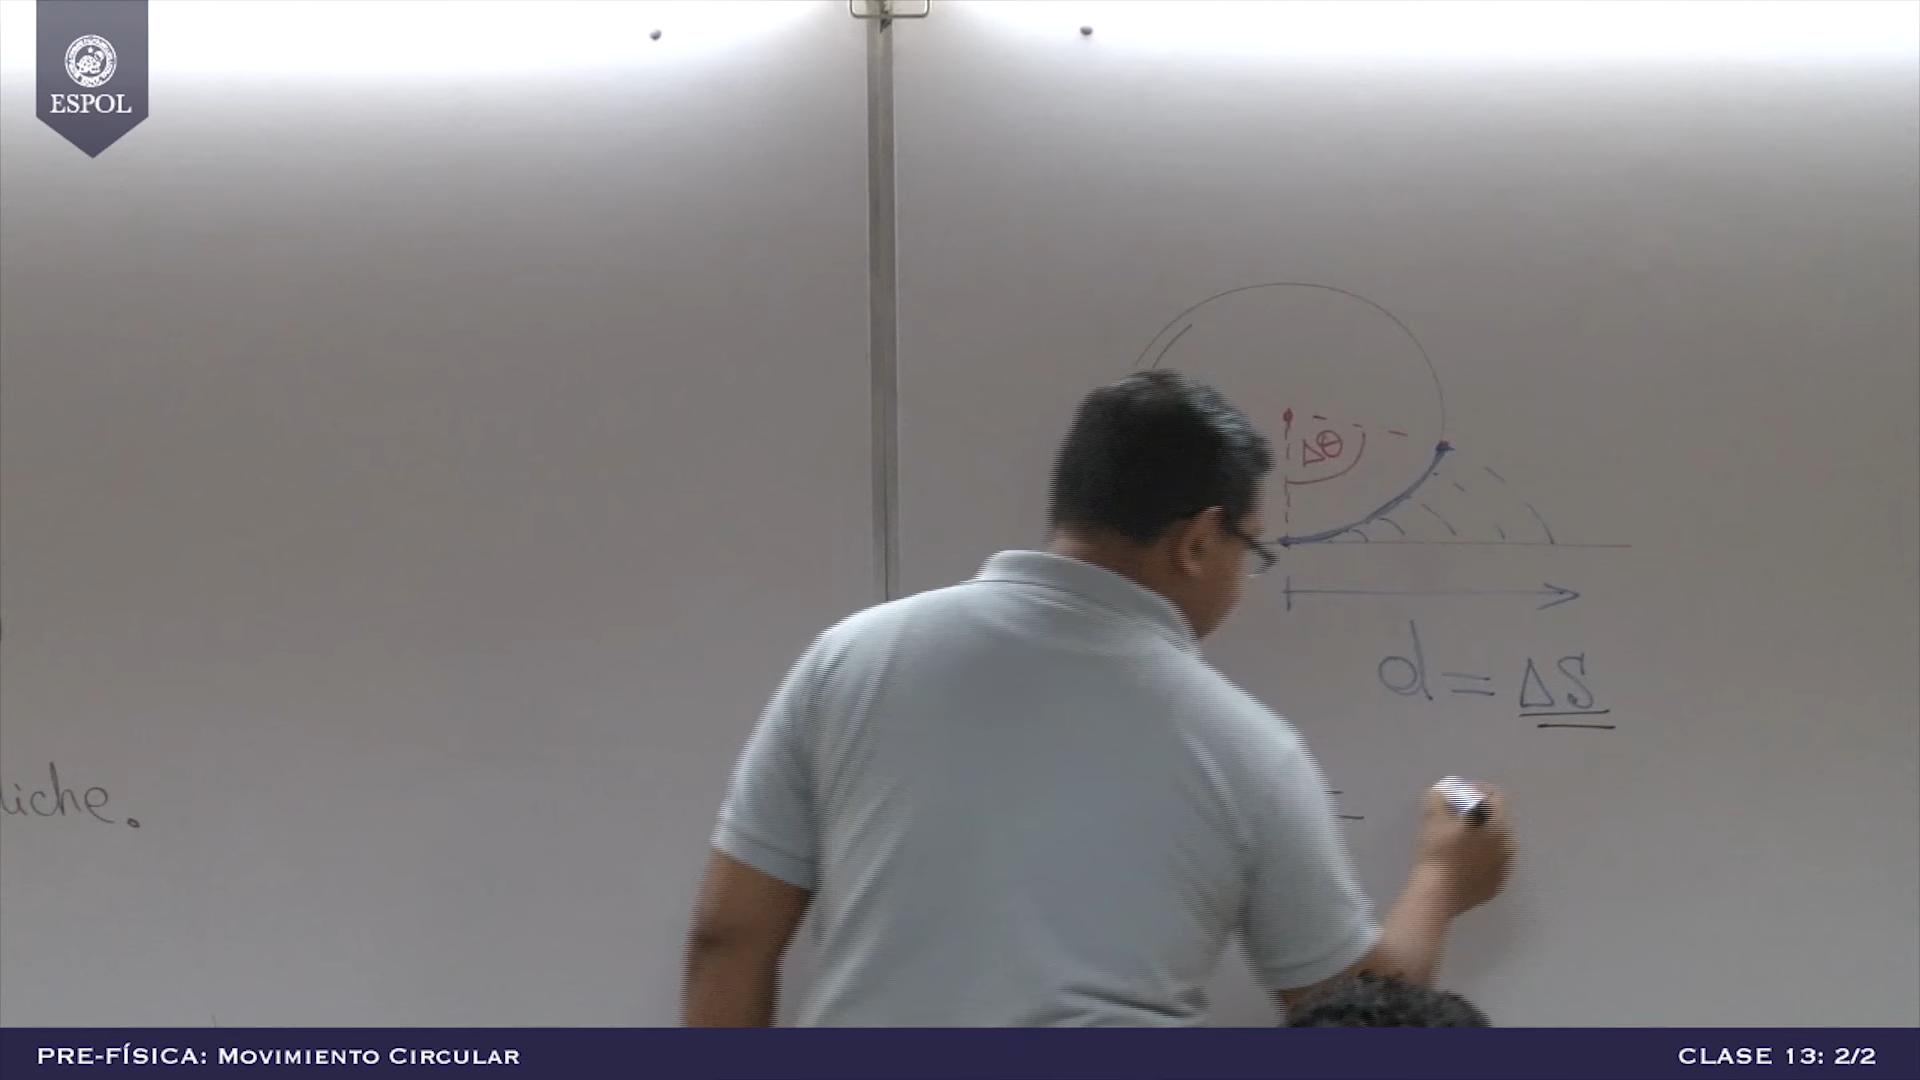 ESPOL
Δθ
d = ΔS
=
liche.
PRE-FÍSICA: MOVIMIENTO CIRCULAR
CLASE 13: 2/2